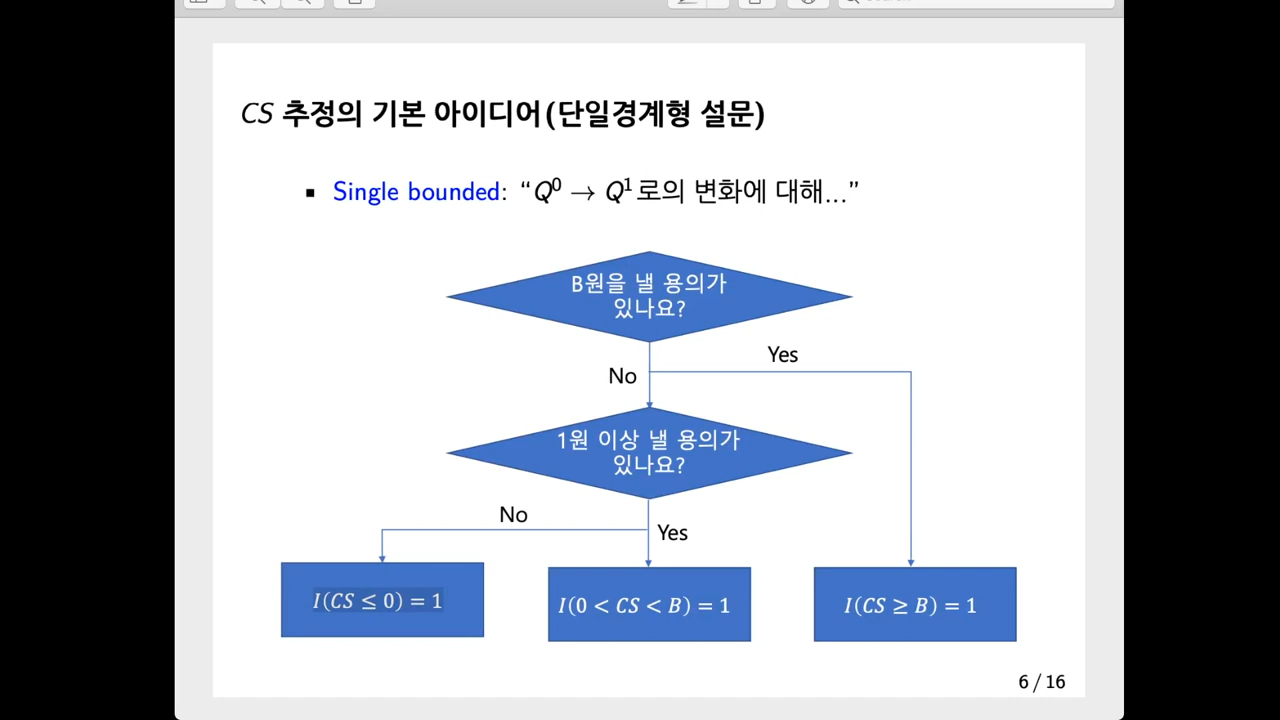 CS 추정의 기본 아이디어(단일경계형 설문)
▪ Single bounded: “Q⁰ → Q¹로의 변화에 대해...”
B원을 낼 용의가
있나요?
Yes
No
1원 이상 낼 용의가
있나요?
No
Yes
I(CS ≤ 0) = 1
I(0 < CS < B) = 1
I(CS ≥ B) = 1
6 / 16